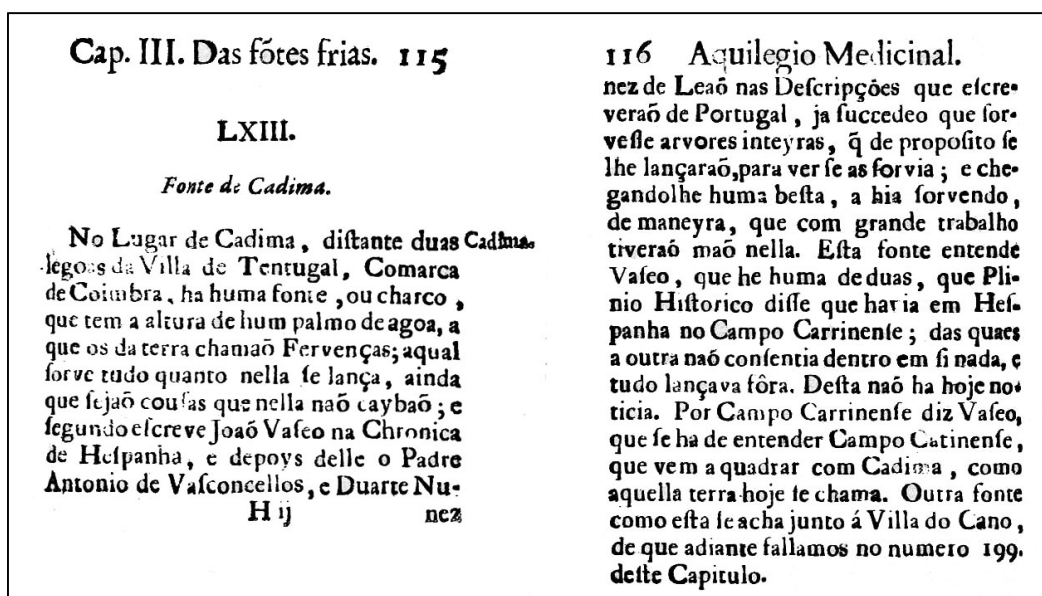 Cap. III. Das fõtes frias. 115
LXIII.
Fonte de Cadima.
No Lugar de Cadima, diſtante duas Cadima.
legoas da Villa de Tentugal, Comarca
de Coimbra, ha huma fonte, ou charco,
que tem a altura de hum palmo de agoa, a
que os da terra chamaõ Fervenças; aqual
ſorve tudo quanto nella ſe lança, ainda
que ſejaõ couſas que nella naõ caybaõ; e
ſegundo eſcreve Joaõ Vaſeo na Chronica
de Heſpanha, e depoys delle o Padre
Antonio de Vaſconcellos, e Duarte Nu-
H ij nez
116 Aquilegio Medicinal.
nez de Leaõ nas Deſcripções que eſcre-
veraõ de Portugal, ja ſuccedeo que ſor-
veſſe arvores inteyras, q̃ de propoſito ſe
lhe lançaraõ, para ver ſe as ſorvia; e che-
gandolhe huma beſta, a hia ſorvendo,
de maneyra, que com grande trabalho
tiveraõ maõ nella. Eſta fonte entende
Vaſeo, que he huma de duas, que Pli-
nio Hiſtorico diſſe que havia em Heſ-
panha no Campo Carrinenſe; das quaes
a outra naõ conſentia dentro em ſi nada, e
tudo lançava fôra. Deſta naõ ha hoje no-
ticia. Por Campo Carrinenſe diz Vaſeo,
que ſe ha de entender Campo Catinenſe,
que vem a quadrar com Cadima, como
aquella terra hoje ſe chama. Outra fonte
como eſta ſe acha junto á Villa do Cano,
de que adiante fallamos no numero 199.
deſte Capitulo.